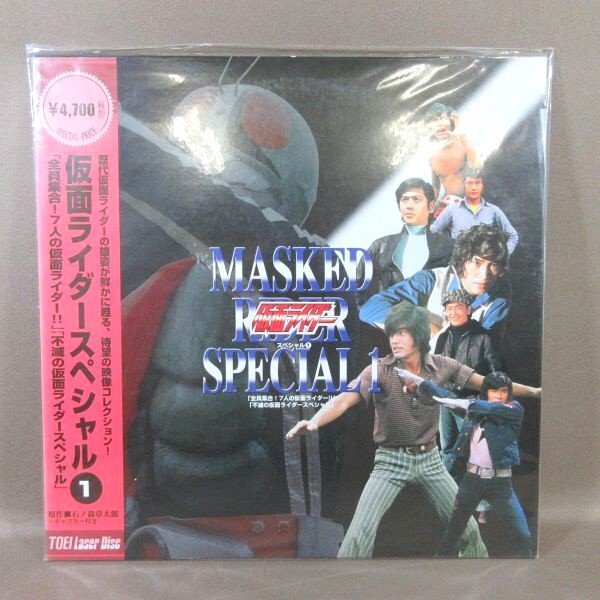 ¥4,700
税別
SPECIAL PRICE
歴代仮面ライダーの雄姿が鮮かに甦る、待望の映像コレクション!
仮面ライダースペシャル1
「全員集合!7人の仮面ライダー!!」「不滅の仮面ライダースペシャル」
原作■石ノ森章太郎
チャプター付き
TOEI Laser Disc
MASKED
RIDER
仮面ライダー
スペシャル1
SPECIAL 1
「全員集合!7人の仮面ライダー!!」
「不滅の仮面ライダースペシャル」